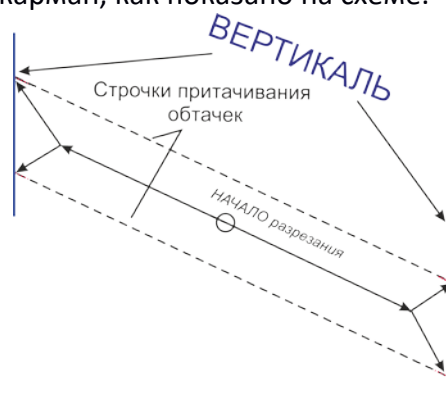 карман, как показано на схеме.
ВЕРТИКАЛЬ
Строчки притачивания
обтачек
НАЧАЛО разрезания